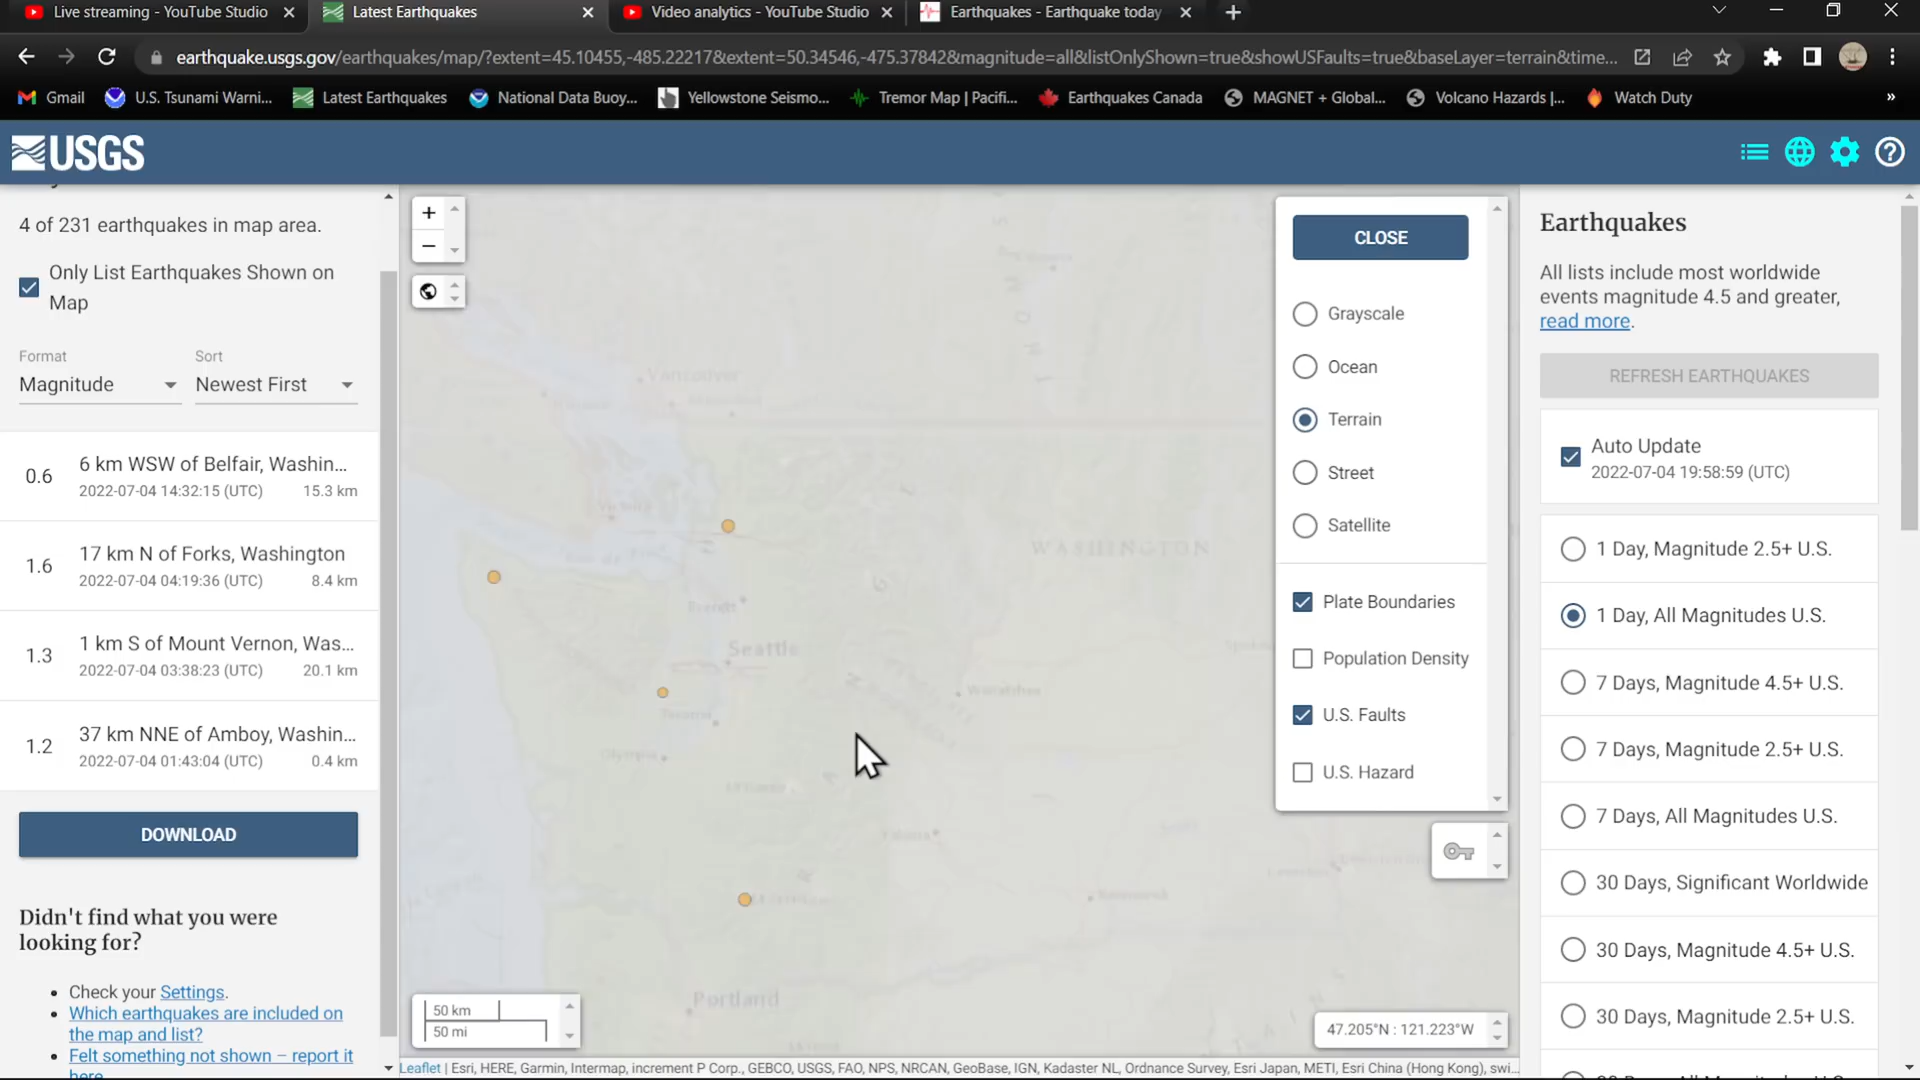 Live streaming - YouTube Studio
Latest Earthquakes
Video analytics - YouTube Studio
Earthquakes - Earthquake today
earthquake.usgs.gov/earthquakes/map/?extent=45.10455,-485.22217&extent=50.34546,-475.37842&magnitude=all&listOnlyShown=true&showUSFaults=true&baseLayer=terrain&time...
Gmail
U.S. Tsunami Warni...
Latest Earthquakes
National Data Buoy...
Yellowstone Seismo...
Tremor Map | Pacifi...
Earthquakes Canada
MAGNET + Global...
Volcano Hazards |...
Watch Duty
»
USGS
4 of 231 earthquakes in map area.
Only List Earthquakes Shown on
Map
Format
Magnitude
Sort
Newest First
0.6
6 km WSW of Belfair, Washin...
2022-07-04 14:32:15 (UTC) 15.3 km
1.6
17 km N of Forks, Washington
2022-07-04 04:19:36 (UTC) 8.4 km
1.3
1 km S of Mount Vernon, Was...
2022-07-04 03:38:23 (UTC) 20.1 km
1.2
37 km NNE of Amboy, Washin...
2022-07-04 01:43:04 (UTC) 0.4 km
DOWNLOAD
Didn't find what you were
looking for?
• Check your Settings.
• Which earthquakes are included on
the map and list?
• Felt something not shown – report it
here
+
−
Vancouver
Victoria
WASHINGTON
Everett
Seattle
Tacoma
Olympia
Wenatchee
Yakima
Portland
50 km
50 mi
47.205°N : 121.223°W
Leaflet | Esri, HERE, Garmin, Intermap, increment P Corp., GEBCO, USGS, FAO, NPS, NRCAN, GeoBase, IGN, Kadaster NL, Ordnance Survey, Esri Japan, METI, Esri China (Hong Kong), swi...
CLOSE
Grayscale
Ocean
Terrain
Street
Satellite
Plate Boundaries
Population Density
U.S. Faults
U.S. Hazard
Earthquakes
All lists include most worldwide
events magnitude 4.5 and greater,
read more.
REFRESH EARTHQUAKES
Auto Update
2022-07-04 19:58:59 (UTC)
1 Day, Magnitude 2.5+ U.S.
1 Day, All Magnitudes U.S.
7 Days, Magnitude 4.5+ U.S.
7 Days, Magnitude 2.5+ U.S.
7 Days, All Magnitudes U.S.
30 Days, Significant Worldwide
30 Days, Magnitude 4.5+ U.S.
30 Days, Magnitude 2.5+ U.S.